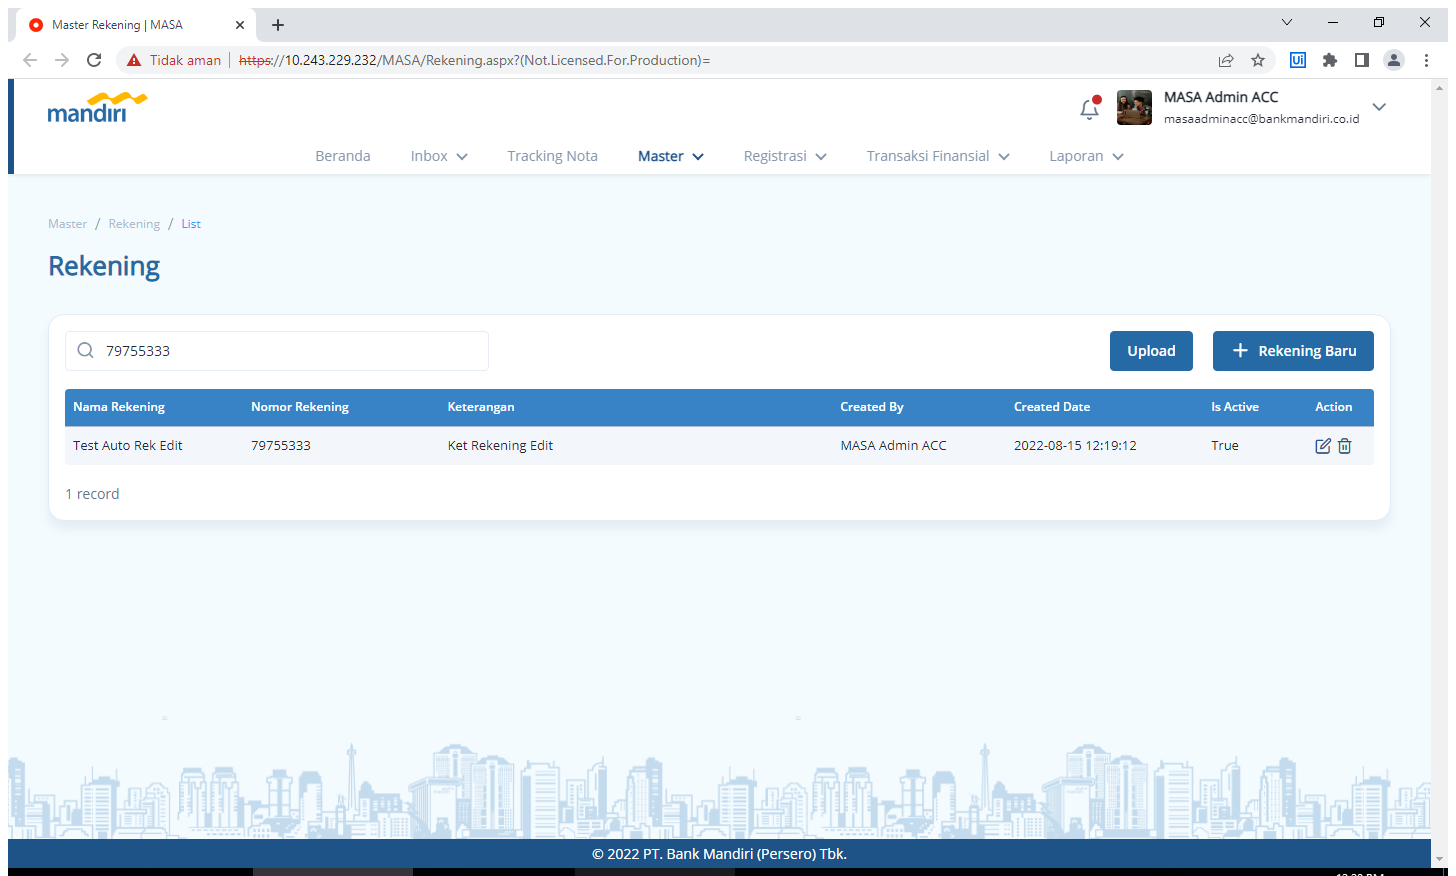 Master Rekening | MASA
Tidak aman | https://10.243.229.232/MASA/Rekening.aspx?(Not.Licensed.For.Production)=
Ui
mandiri
MASA Admin ACC
masaadminacc@bankmandiri.co.id
Beranda Inbox Tracking Nota Master Registrasi Transaksi Finansial Laporan
Master / Rekening / List
Rekening
79755333
Upload
+ Rekening Baru
Nama Rekening Nomor Rekening Keterangan Created By Created Date Is Active Action
Test Auto Rek Edit 79755333 Ket Rekening Edit MASA Admin ACC 2022-08-15 12:19:12 True
1 record
© 2022 PT. Bank Mandiri (Persero) Tbk.